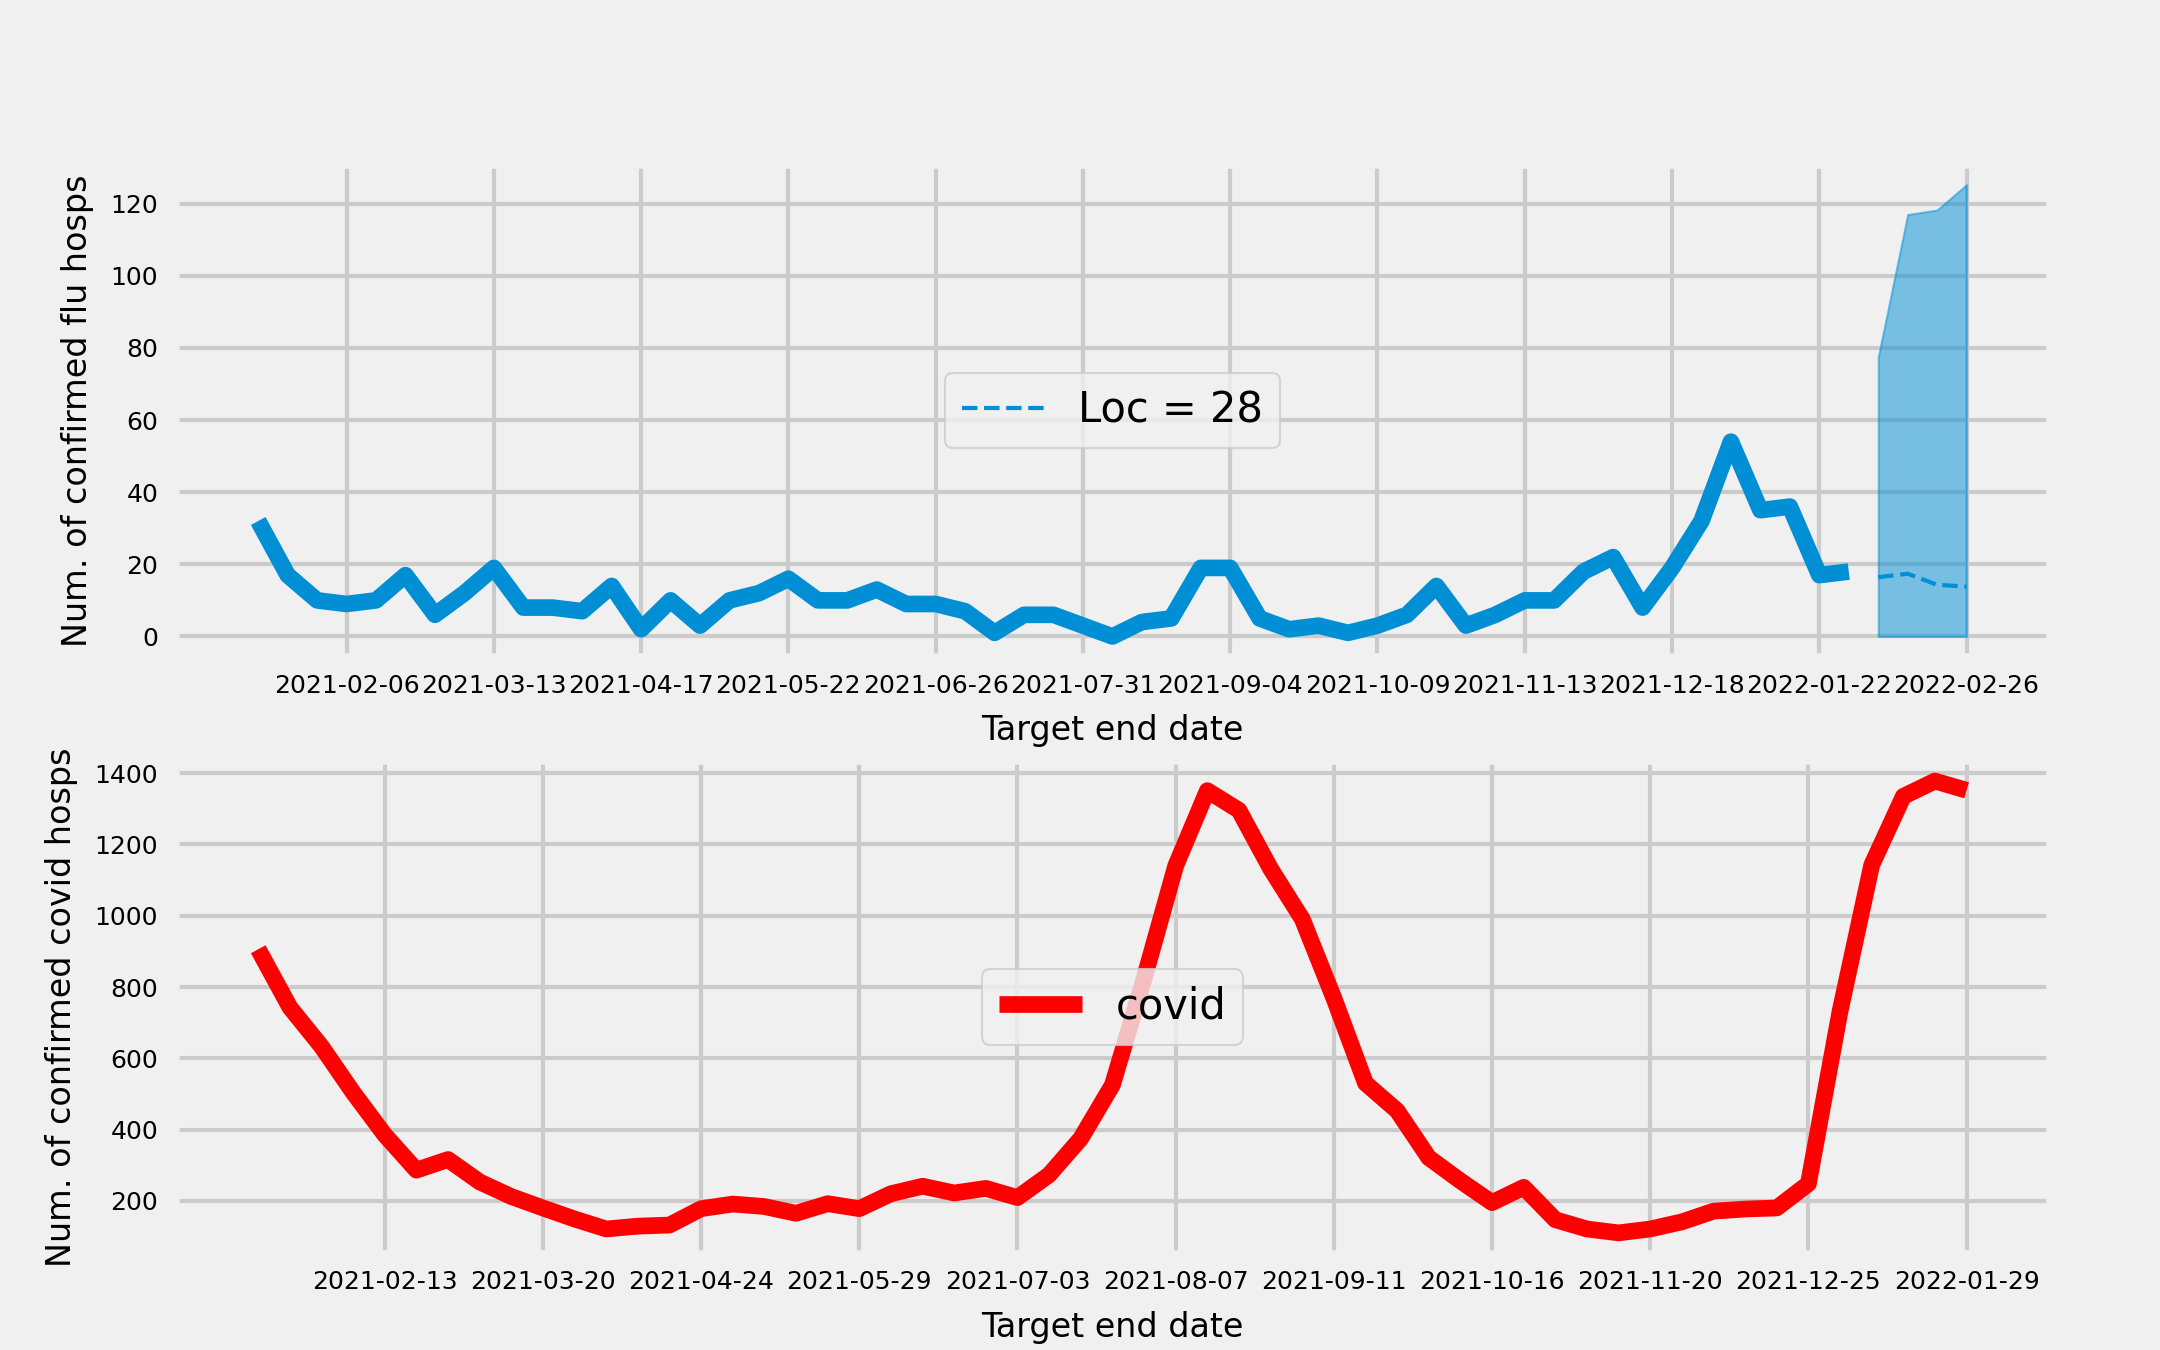 Num. of confirmed flu hosps
120
100
80
60
40
20
0
Loc = 28
2021-02-06 2021-03-13 2021-04-17 2021-05-22 2021-06-26 2021-07-31 2021-09-04 2021-10-09 2021-11-13 2021-12-18 2022-01-22 2022-02-26
Target end date
Num. of confirmed covid hosps
1400
1200
1000
800
600
400
200
covid
2021-02-13 2021-03-20 2021-04-24 2021-05-29 2021-07-03 2021-08-07 2021-09-11 2021-10-16 2021-11-20 2021-12-25 2022-01-29
Target end date